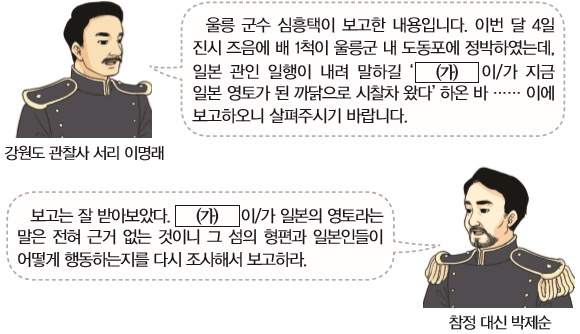 울릉 군수 심흥택이 보고한 내용입니다. 이번 달 4일
진시 즈음에 배 1척이 울릉군 내 도동포에 정박하였는데,
일본 관인 일행이 내려 말하길 ‘ (가) 이/가 지금
일본 영토가 된 까닭으로 시찰차 왔다’ 하온 바 …… 이에
보고하오니 살펴주시기 바랍니다.
강원도 관찰사 서리 이명래
보고는 잘 받아보았다. (가) 이/가 일본의 영토라는
말은 전혀 근거 없는 것이니 그 섬의 형편과 일본인들이
어떻게 행동하는지를 다시 조사해서 보고하라.
참정 대신 박제순